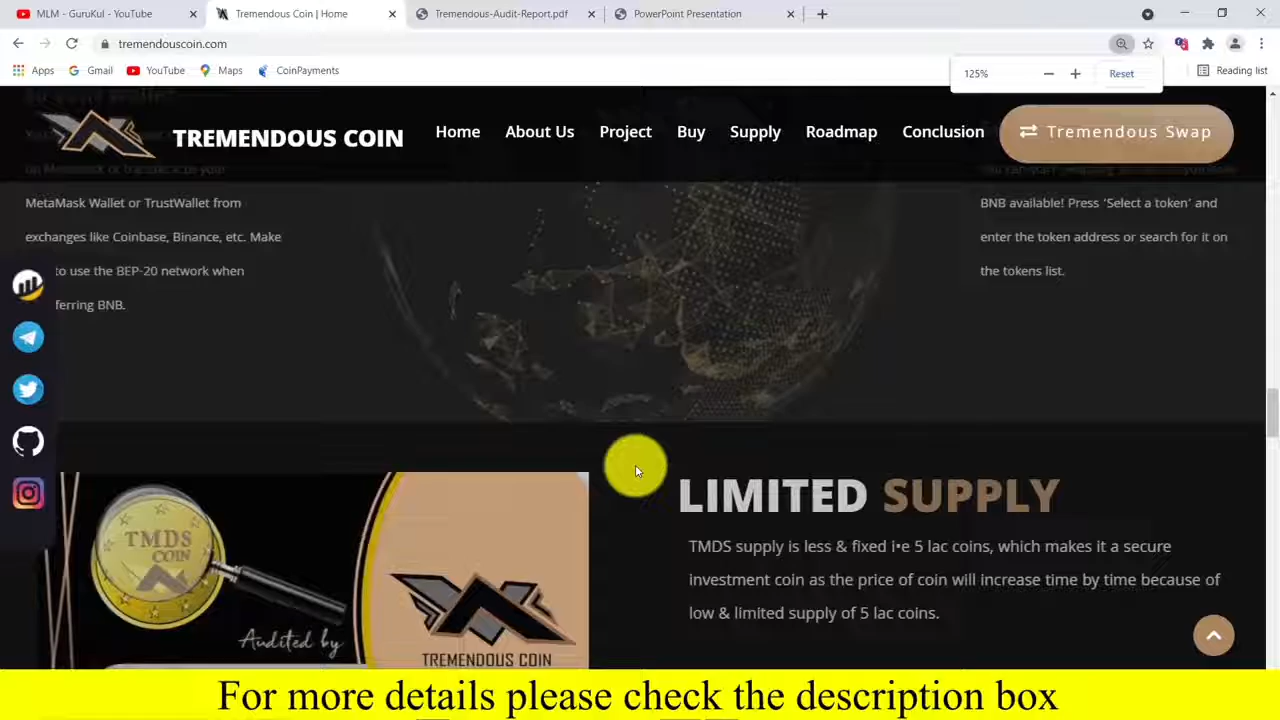 MLM - GuruKul - YouTube
Tremendous Coin | Home
Tremendous-Audit-Report.pdf
PowerPoint Presentation
tremendouscoin.com
Apps
Gmail
YouTube
Maps
CoinPayments
Reading list
125%
Reset
TREMENDOUS COIN
Home
About Us
Project
Buy
Supply
Roadmap
Conclusion
Tremendous Swap
MetaMask Wallet or TrustWallet from
exchanges like Coinbase, Binance, etc. Make
to use the BEP-20 network when
ferring BNB.
BNB available! Press 'Select a token' and
enter the token address or search for it on
the tokens list.
TMDS
COIN
Audited by
TREMENDOUS COIN
LIMITED SUPPLY
TMDS supply is less & fixed i•e 5 lac coins, which makes it a secure
investment coin as the price of coin will increase time by time because of
low & limited supply of 5 lac coins.
For more details please check the description box